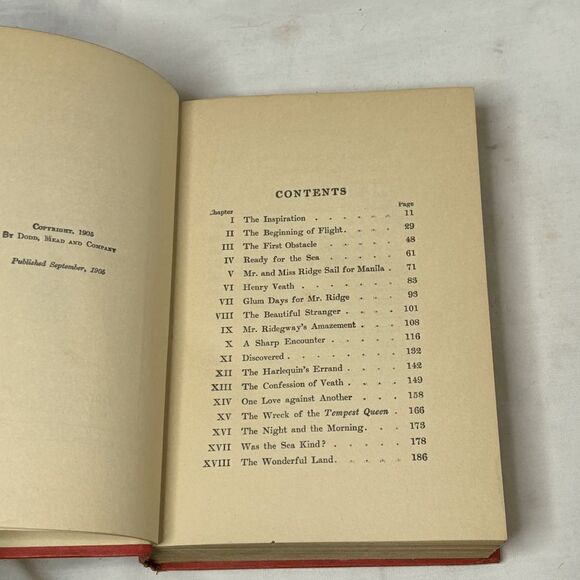 COPYRIGHT, 1905
BY DODD, MEAD AND COMPANY
Published September, 1905
CONTENTS
Chapter Page
I The Inspiration . . . . . . 11
II The Beginning of Flight . . . . 29
III The First Obstacle . . . . . 48
IV Ready for the Sea . . . . . 61
V Mr. and Miss Ridge Sail for Manila . 71
VI Henry Veath . . . . . . 83
VII Glum Days for Mr. Ridge . . . . 93
VIII The Beautiful Stranger . . . . 101
IX Mr. Ridegway's Amazement . . . . 108
X A Sharp Encounter . . . . . 116
XI Discovered . . . . . . . 132
XII The Harlequin's Errand . . . . 142
XIII The Confession of Veath . . . . 149
XIV One Love against Another . . . . 158
XV The Wreck of the Tempest Queen . 166
XVI The Night and the Morning . . . . 173
XVII Was the Sea Kind? . . . . . 178
XVIII The Wonderful Land . . . . . 186